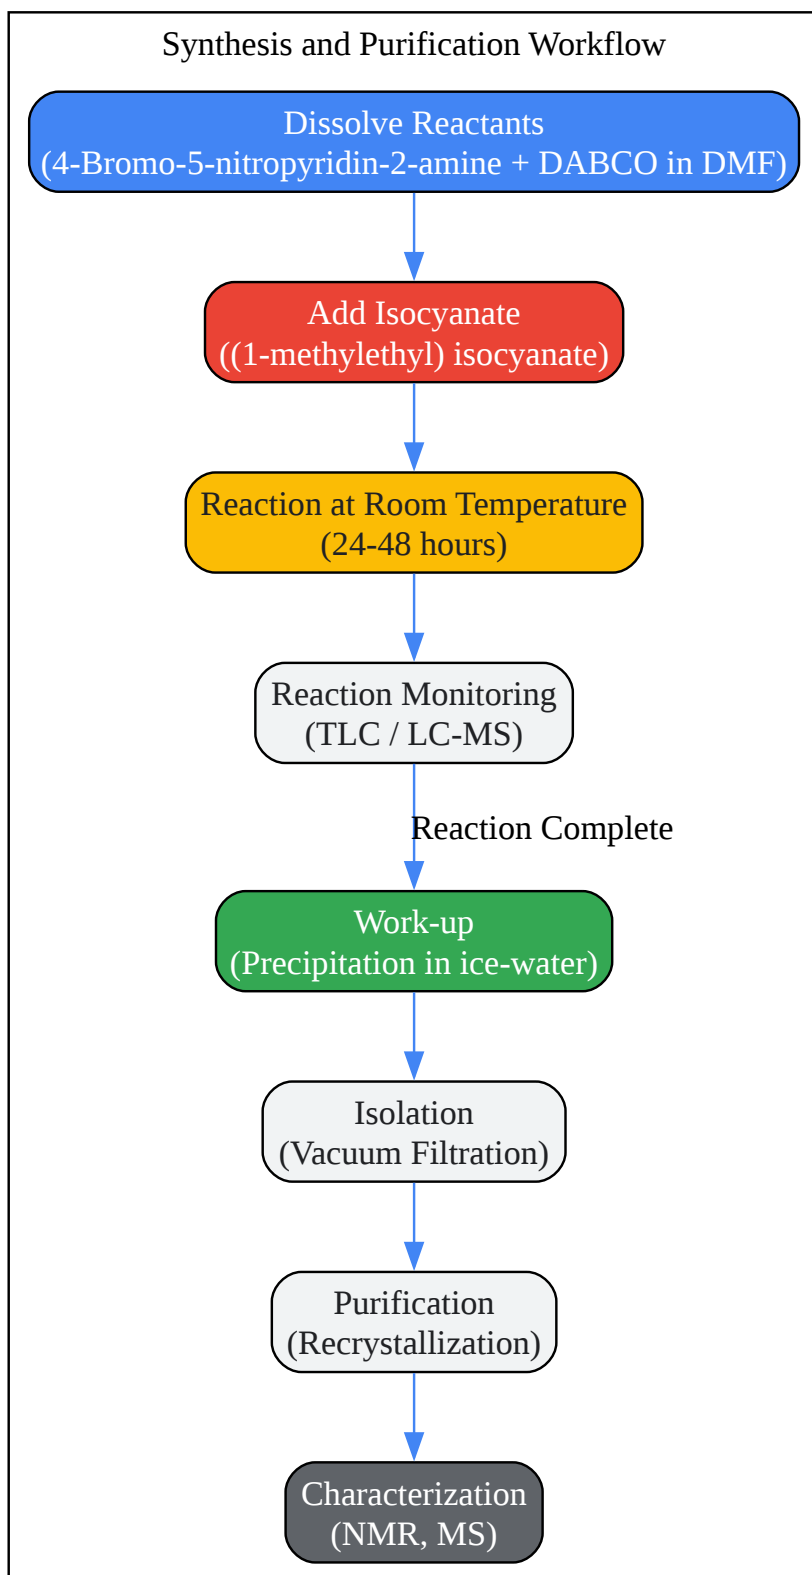 Synthesis and Purification Workflow
Dissolve Reactants
(4-Bromo-5-nitropyridin-2-amine + DABCO in DMF)
Add Isocyanate
((1-methylethyl) isocyanate)
Reaction at Room Temperature
(24-48 hours)
Reaction Monitoring
(TLC / LC-MS)
Reaction Complete
Work-up
(Precipitation in ice-water)
Isolation
(Vacuum Filtration)
Purification
(Recrystallization)
Characterization
(NMR, MS)